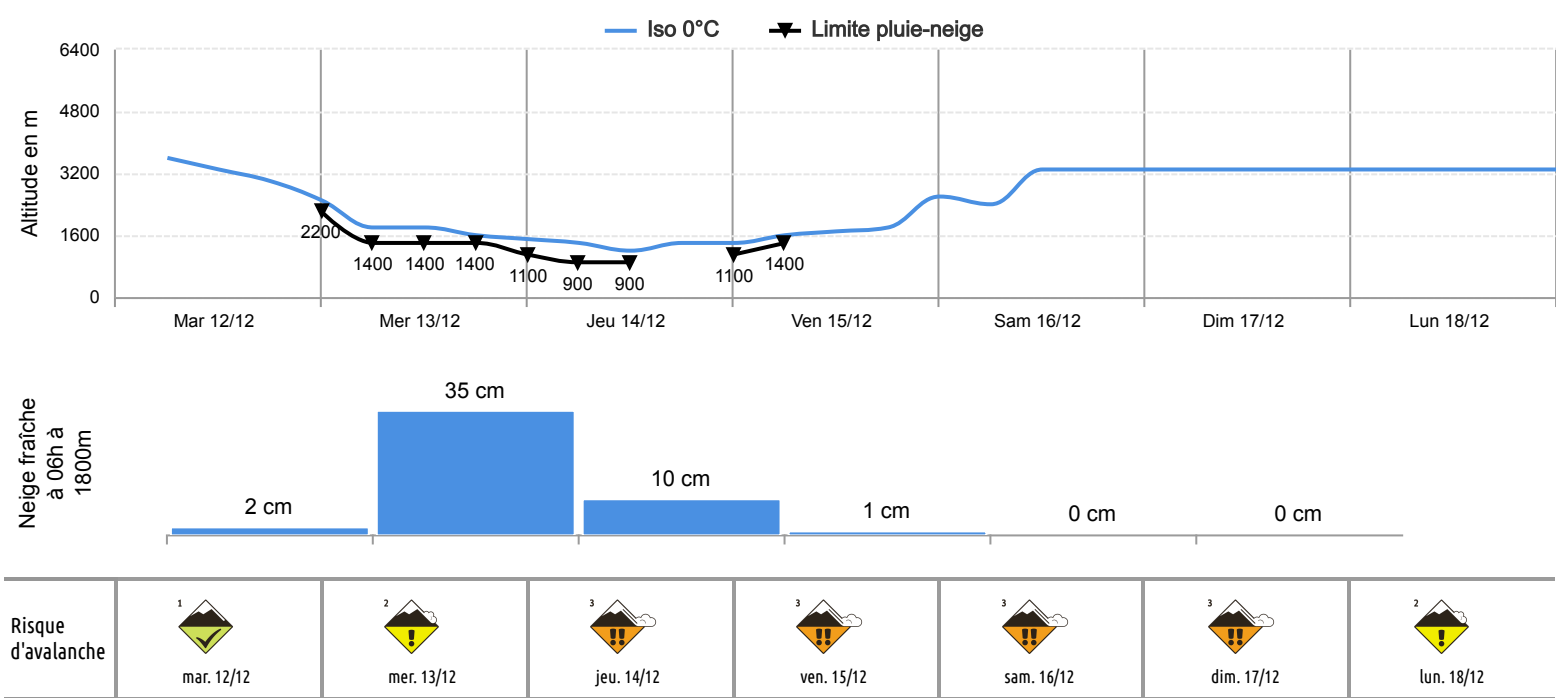 Iso 0°C Limite pluie-neige
Altitude en m
6400
4800
3200
1600
0
2200
1400 1400 1400
1100
900 900
1100
1400
Mar 12/12 Mer 13/12 Jeu 14/12 Ven 15/12 Sam 16/12 Dim 17/12 Lun 18/12
Neige fraîche
à 06h à
1800m
2 cm 35 cm 10 cm 1 cm 0 cm 0 cm
Risque
d'avalanche
1 2 3 3 3 3 2
! !! !! !! !! !
mar. 12/12 mer. 13/12 jeu. 14/12 ven. 15/12 sam. 16/12 dim. 17/12 lun. 18/12